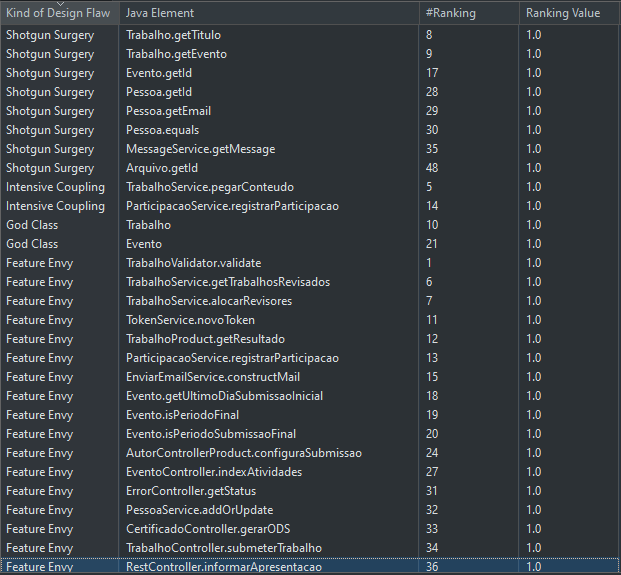 Kind of Design Flaw Java Element #Ranking Ranking Value
Shotgun Surgery Trabalho.getTitulo 8 1.0
Shotgun Surgery Trabalho.getEvento 9 1.0
Shotgun Surgery Evento.getId 17 1.0
Shotgun Surgery Pessoa.getId 28 1.0
Shotgun Surgery Pessoa.getEmail 29 1.0
Shotgun Surgery Pessoa.equals 30 1.0
Shotgun Surgery MessageService.getMessage 35 1.0
Shotgun Surgery Arquivo.getId 48 1.0
Intensive Coupling TrabalhoService.pegarConteudo 5 1.0
Intensive Coupling ParticipacaoService.registrarParticipacao 14 1.0
God Class Trabalho 10 1.0
God Class Evento 21 1.0
Feature Envy TrabalhoValidator.validate 1 1.0
Feature Envy TrabalhoService.getTrabalhosRevisados 6 1.0
Feature Envy TrabalhoService.alocarRevisores 7 1.0
Feature Envy TokenService.novoToken 11 1.0
Feature Envy TrabalhoProduct.getResultado 12 1.0
Feature Envy ParticipacaoService.registrarParticipacao 13 1.0
Feature Envy EnviarEmailService.constructMail 15 1.0
Feature Envy Evento.getUltimoDiaSubmissaoInicial 18 1.0
Feature Envy Evento.isPeriodoFinal 19 1.0
Feature Envy Evento.isPeriodoSubmissaoFinal 20 1.0
Feature Envy AutorControllerProduct.configuraSubmissao 24 1.0
Feature Envy EventoController.indexAtividades 27 1.0
Feature Envy ErrorController.getStatus 31 1.0
Feature Envy PessoaService.addOrUpdate 32 1.0
Feature Envy CertificadoController.gerarODS 33 1.0
Feature Envy TrabalhoController.submeterTrabalho 34 1.0
Feature Envy RestController.informarApresentacao 36 1.0